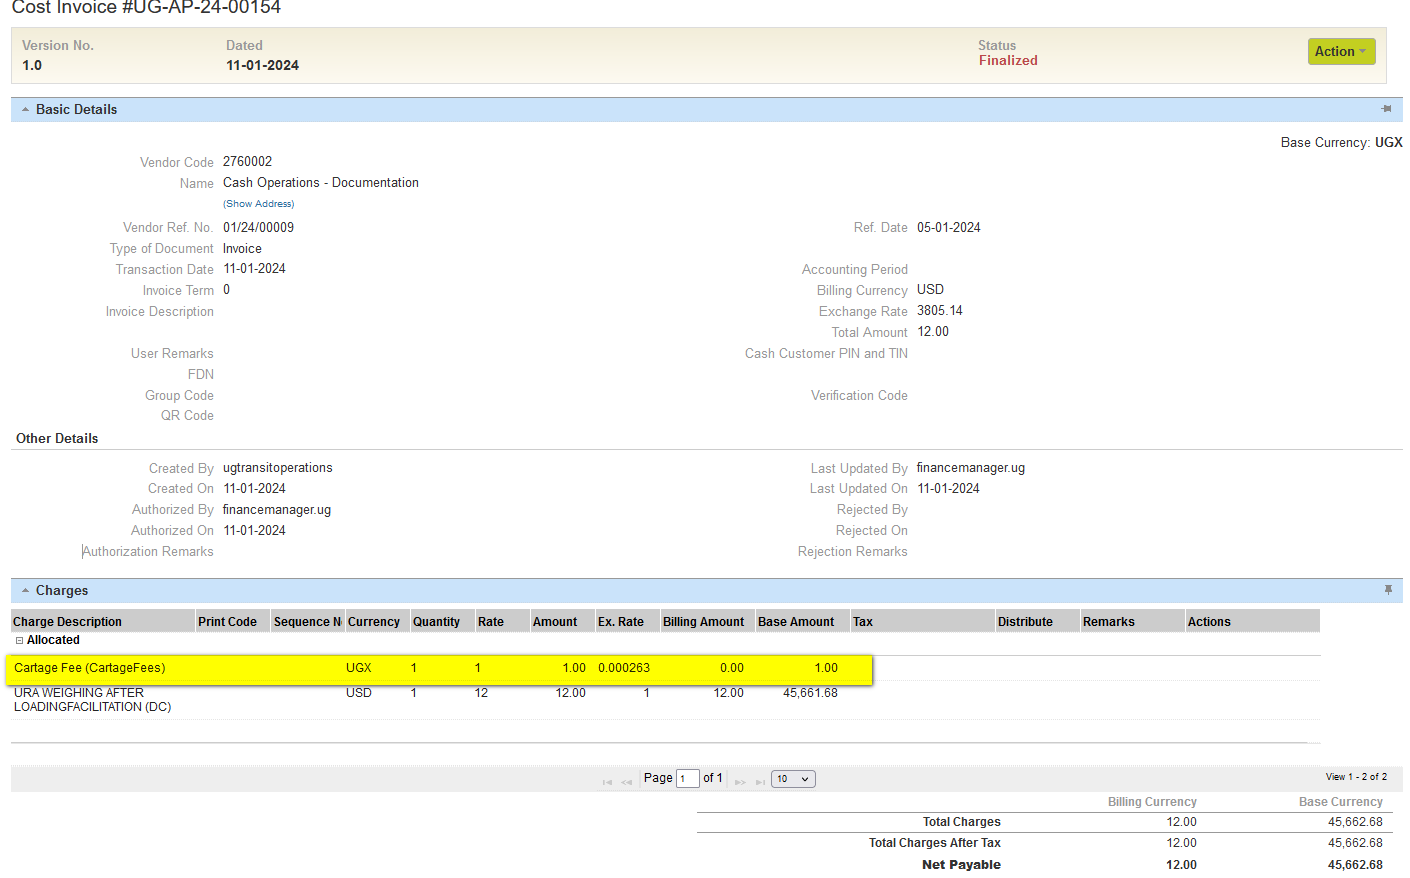 Cost Invoice #UG-AP-24-00154
Version No. Dated Status Action
1.0 11-01-2024 Finalized
Basic Details
Base Currency: UGX
Vendor Code 2760002
Name Cash Operations - Documentation
(Show Address)
Vendor Ref. No. 01/24/00009 Ref. Date 05-01-2024
Type of Document Invoice
Transaction Date 11-01-2024 Accounting Period
Invoice Term 0 Billing Currency USD
Invoice Description Exchange Rate 3805.14
Total Amount 12.00
User Remarks Cash Customer PIN and TIN
FDN
Group Code Verification Code
QR Code
Other Details
Created By ugtransitoperations Last Updated By financemanager.ug
Created On 11-01-2024 Last Updated On 11-01-2024
Authorized By financemanager.ug Rejected By
Authorized On 11-01-2024 Rejected On
Authorization Remarks Rejection Remarks
Charges
Charge Description Print Code Sequence N Currency Quantity Rate Amount Ex. Rate Billing Amount Base Amount Tax Distribute Remarks Actions
Allocated
Cartage Fee (CartageFees) UGX 1 1 1.00 0.000263 0.00 1.00
URA WEIGHING AFTER USD 1 12 12.00 1 12.00 45,661.68
LOADINGFACILITATION (DC)
Page 1 of 1 10 View 1 - 2 of 2
Billing Currency Base Currency
Total Charges 12.00 45,662.68
Total Charges After Tax 12.00 45,662.68
Net Payable 12.00 45,662.68